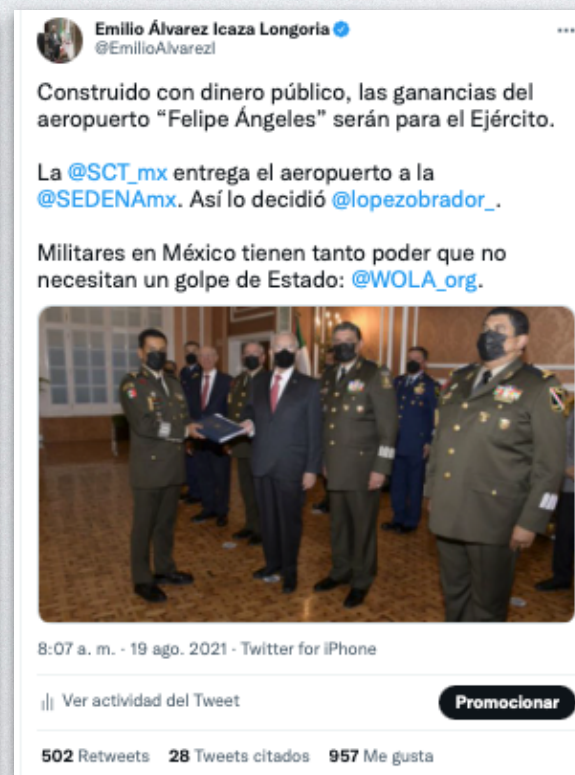 Emilio Álvarez Icaza Longoria
@EmilioAlvarezI
Construido con dinero público, las ganancias del
aeropuerto “Felipe Ángeles” serán para el Ejército.
La @SCT_mx entrega el aeropuerto a la
@SEDENAmx. Así lo decidió @lopezobrador_.
Militares en México tienen tanto poder que no
necesitan un golpe de Estado: @WOLA_org.
8:07 a. m. · 19 ago. 2021 · Twitter for iPhone
Ver actividad del Tweet
Promocionar
502 Retweets 28 Tweets citados 957 Me gusta